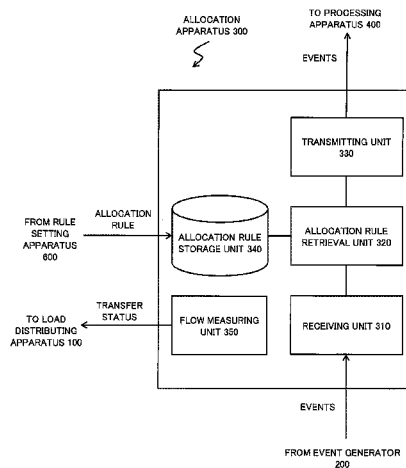 TO PROCESSING
APPARATUS 400
ALLOCATION
APPARATUS 300
EVENTS
TRANSMITTING UNIT
330
FROM RULE
SETTING
APPARATUS
600
ALLOCATION
RULE
ALLOCATION RULE
STORAGE UNIT 340
ALLOCATION RULE
RETRIEVAL UNIT 320
TRANSFER
STATUS
TO LOAD
DISTRIBUTING
APPARATUS 100
FLOW MEASURING
UNIT 350
RECEIVING UNIT 310
EVENTS
FROM EVENT GENERATOR
200